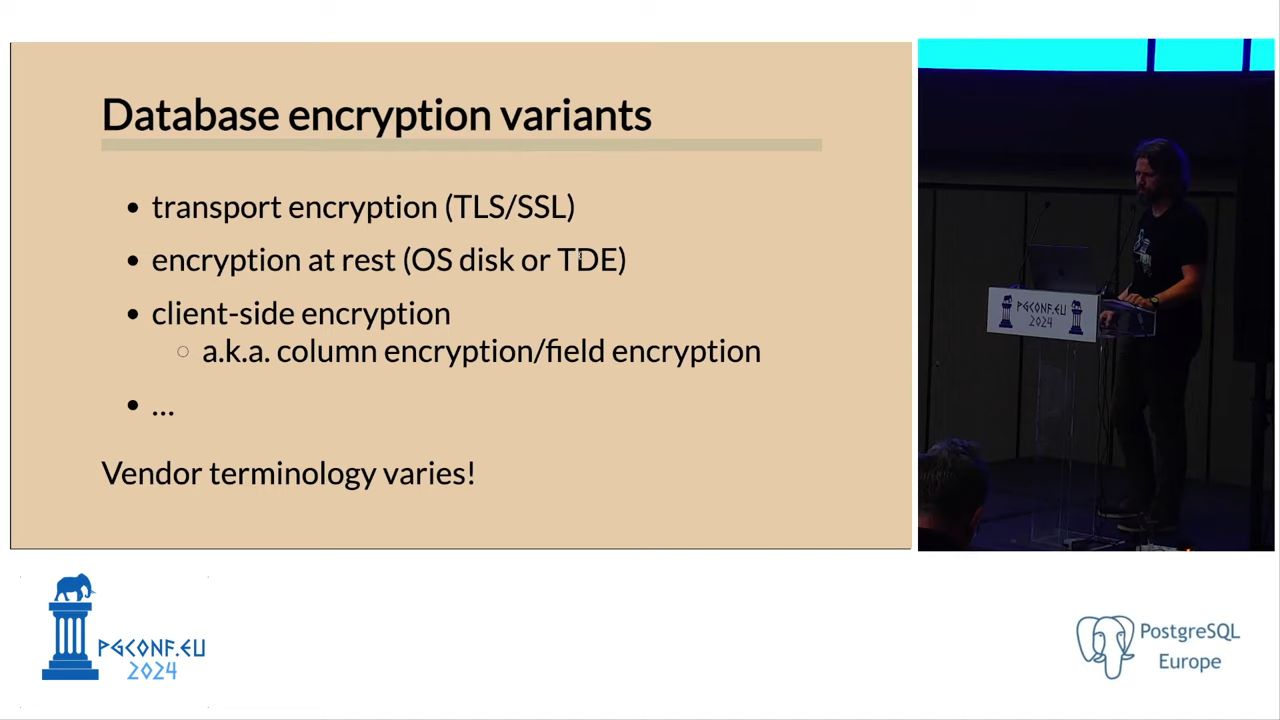 Database encryption variants
transport encryption (TLS/SSL)
encryption at rest (OS disk or TDE)
client-side encryption
a.k.a. column encryption/field encryption
...
Vendor terminology varies!
PGCONF.EU
2024
PGCONF.EU
2024
PostgreSQL
Europe